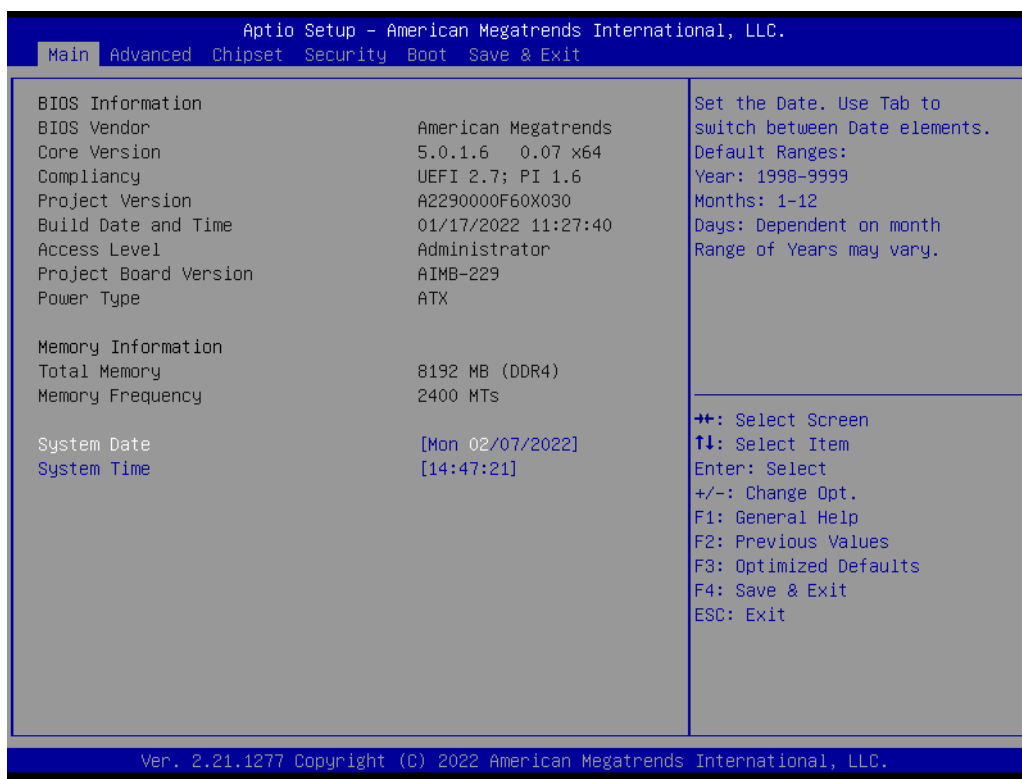 Aptio Setup – American Megatrends International, LLC.
Main Advanced Chipset Security Boot Save & Exit
BIOS Information
BIOS Vendor American Megatrends
Core Version 5.0.1.6 0.07 x64
Compliancy UEFI 2.7; PI 1.6
Project Version A2290000F60X030
Build Date and Time 01/17/2022 11:27:40
Access Level Administrator
Project Board Version AIMB-229
Power Type ATX
Memory Information
Total Memory 8192 MB (DDR4)
Memory Frequency 2400 MTs
System Date [Mon 02/07/2022]
System Time [14:47:21]
Set the Date. Use Tab to
switch between Date elements.
Default Ranges:
Year: 1998-9999
Months: 1-12
Days: Dependent on month
Range of Years may vary.
→←: Select Screen
↑↓: Select Item
Enter: Select
+/-: Change Opt.
F1: General Help
F2: Previous Values
F3: Optimized Defaults
F4: Save & Exit
ESC: Exit
Ver. 2.21.1277 Copyright (C) 2022 American Megatrends International, LLC.